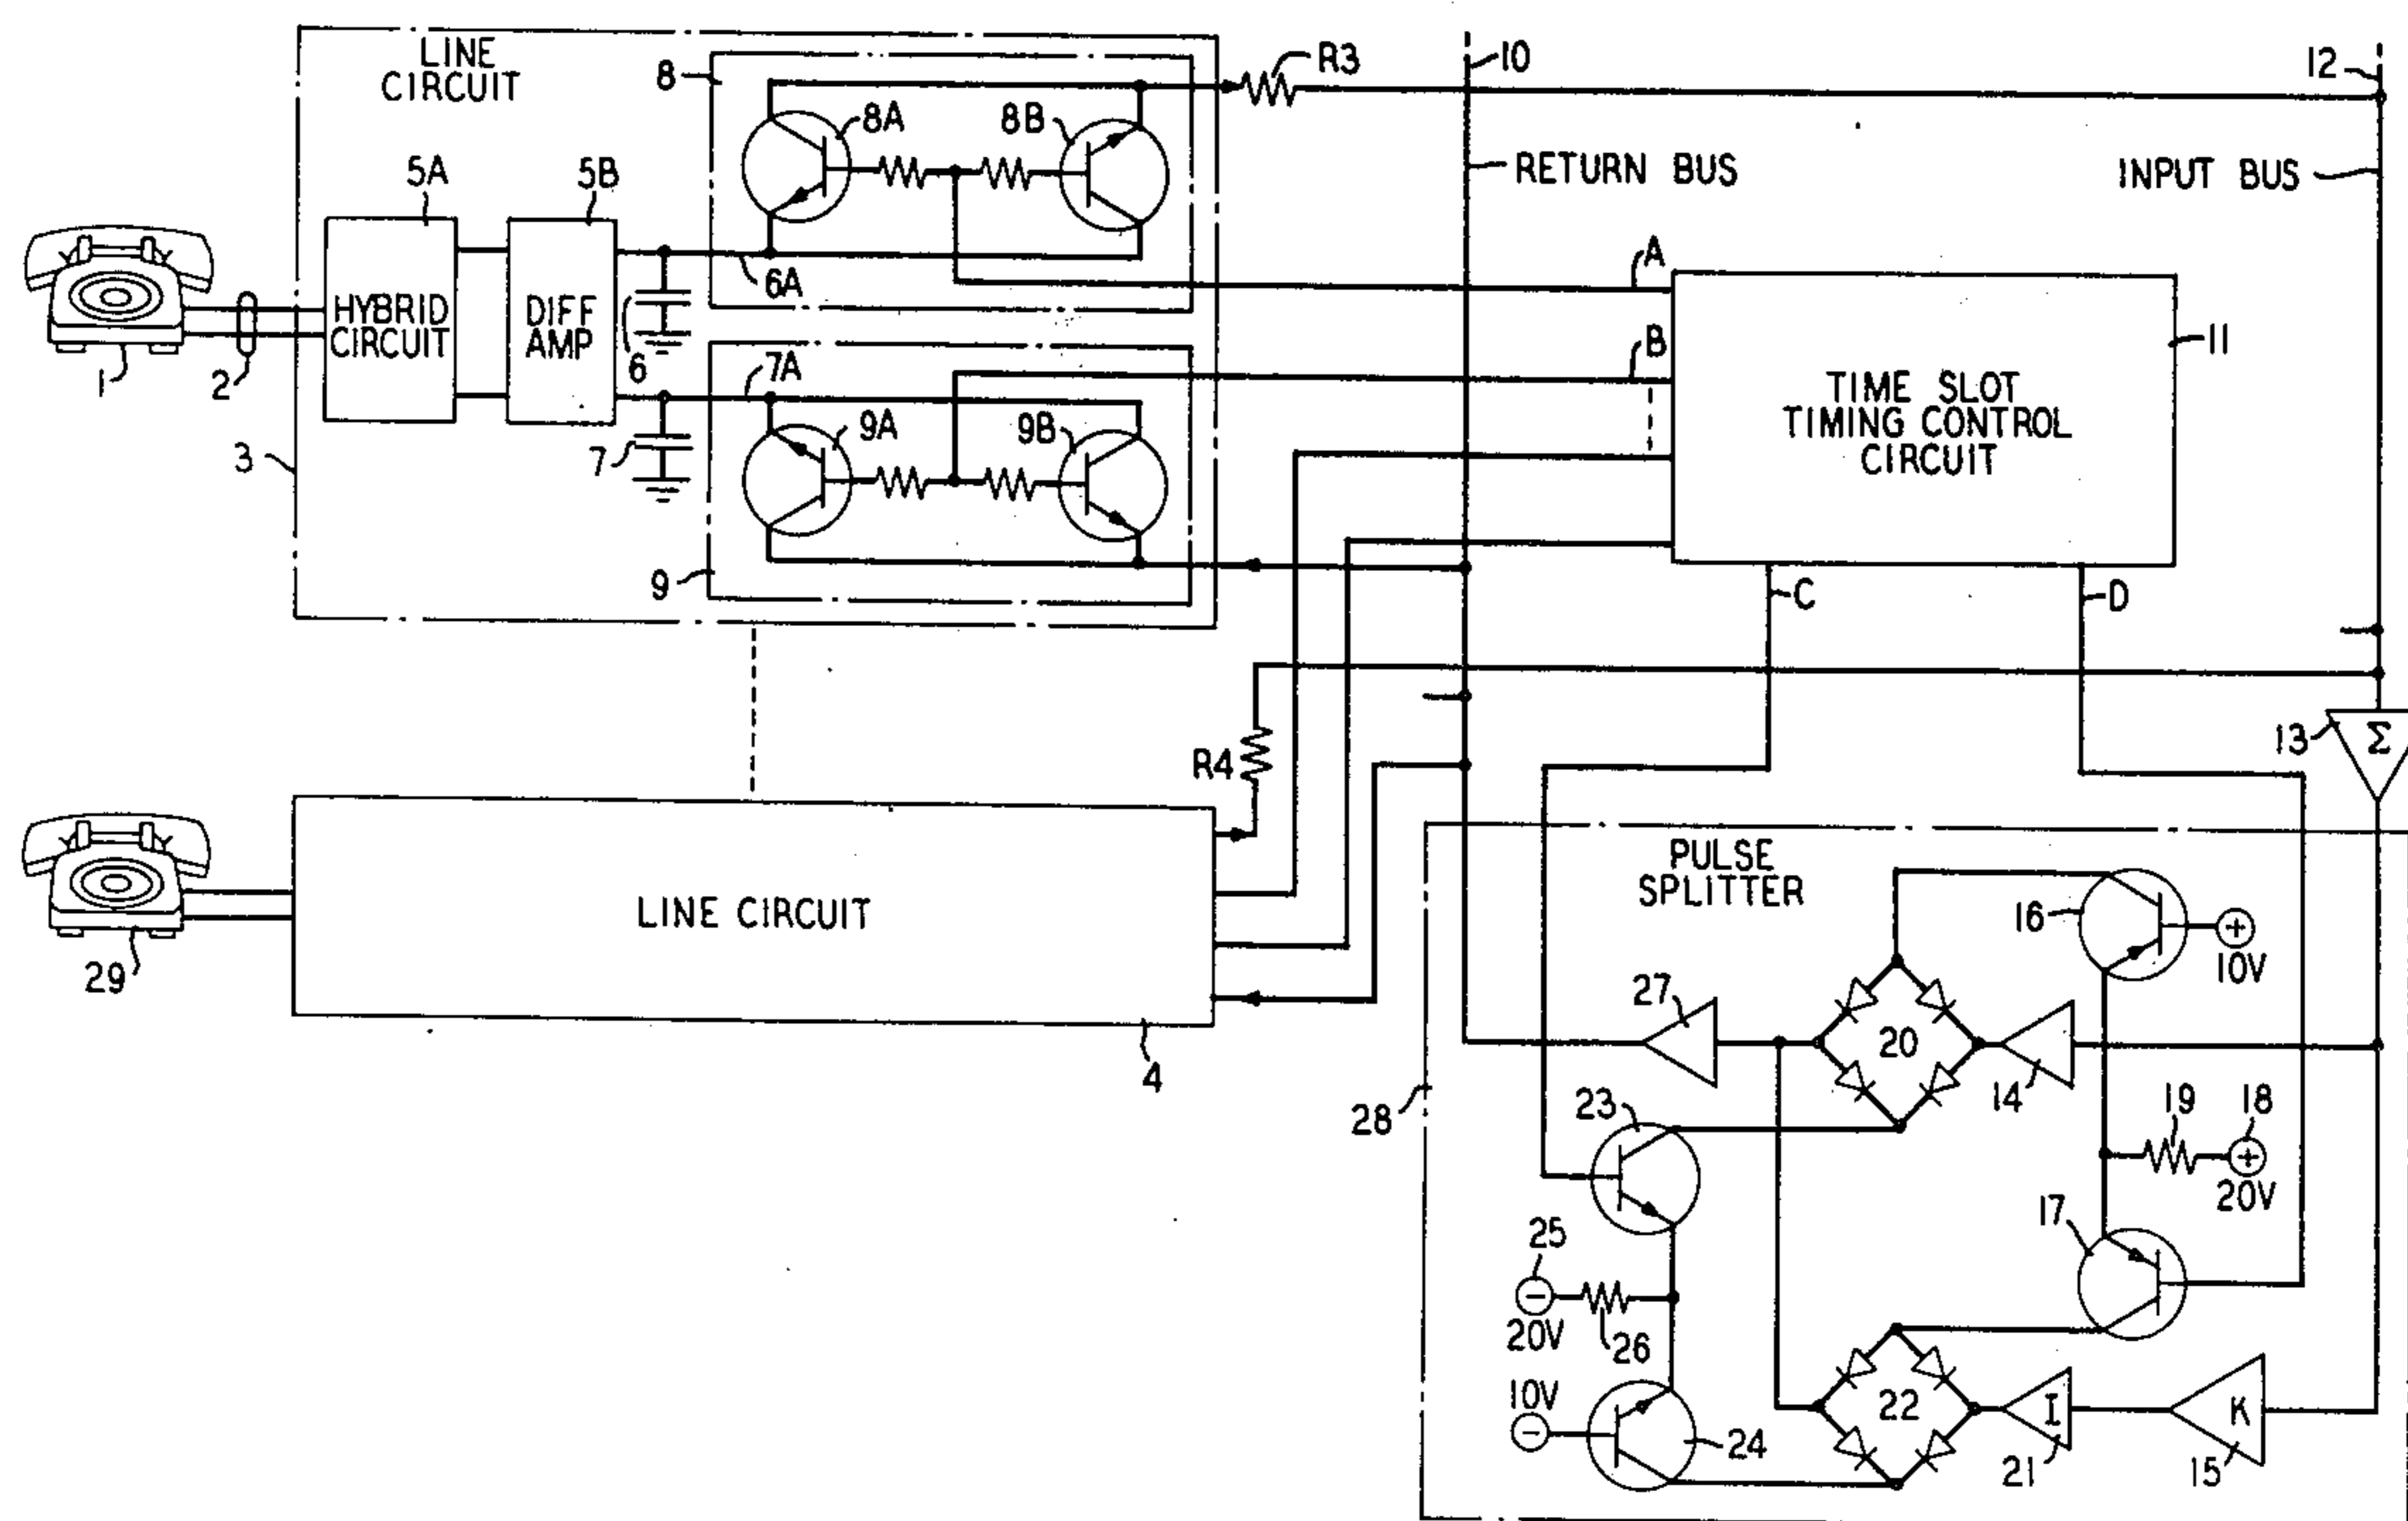 LINE
CIRCUIT
8
R3
10
12
8A
8B
5A
5B
RETURN BUS
INPUT BUS
6A
A
HYBRID
CIRCUIT
DIFF
AMP
6
1
2
7A
B
11
TIME SLOT
TIMING CONTROL
CIRCUIT
9A
9B
3
7
9
C
D
R4
13
Σ
PULSE
SPLITTER
LINE CIRCUIT
29
4
16
+
10V
27
20
14
28
23
19
18
+
20V
17
25
-
20V
26
10V
-
24
22
I
21
K
15